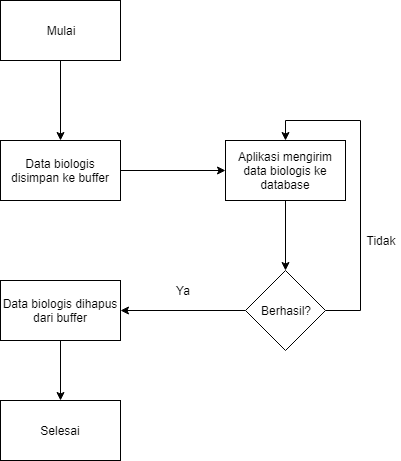 Mulai
Data biologis
disimpan ke buffer
Aplikasi mengirim
data biologis ke
database
Berhasil?
Tidak
Ya
Data biologis dihapus
dari buffer
Selesai